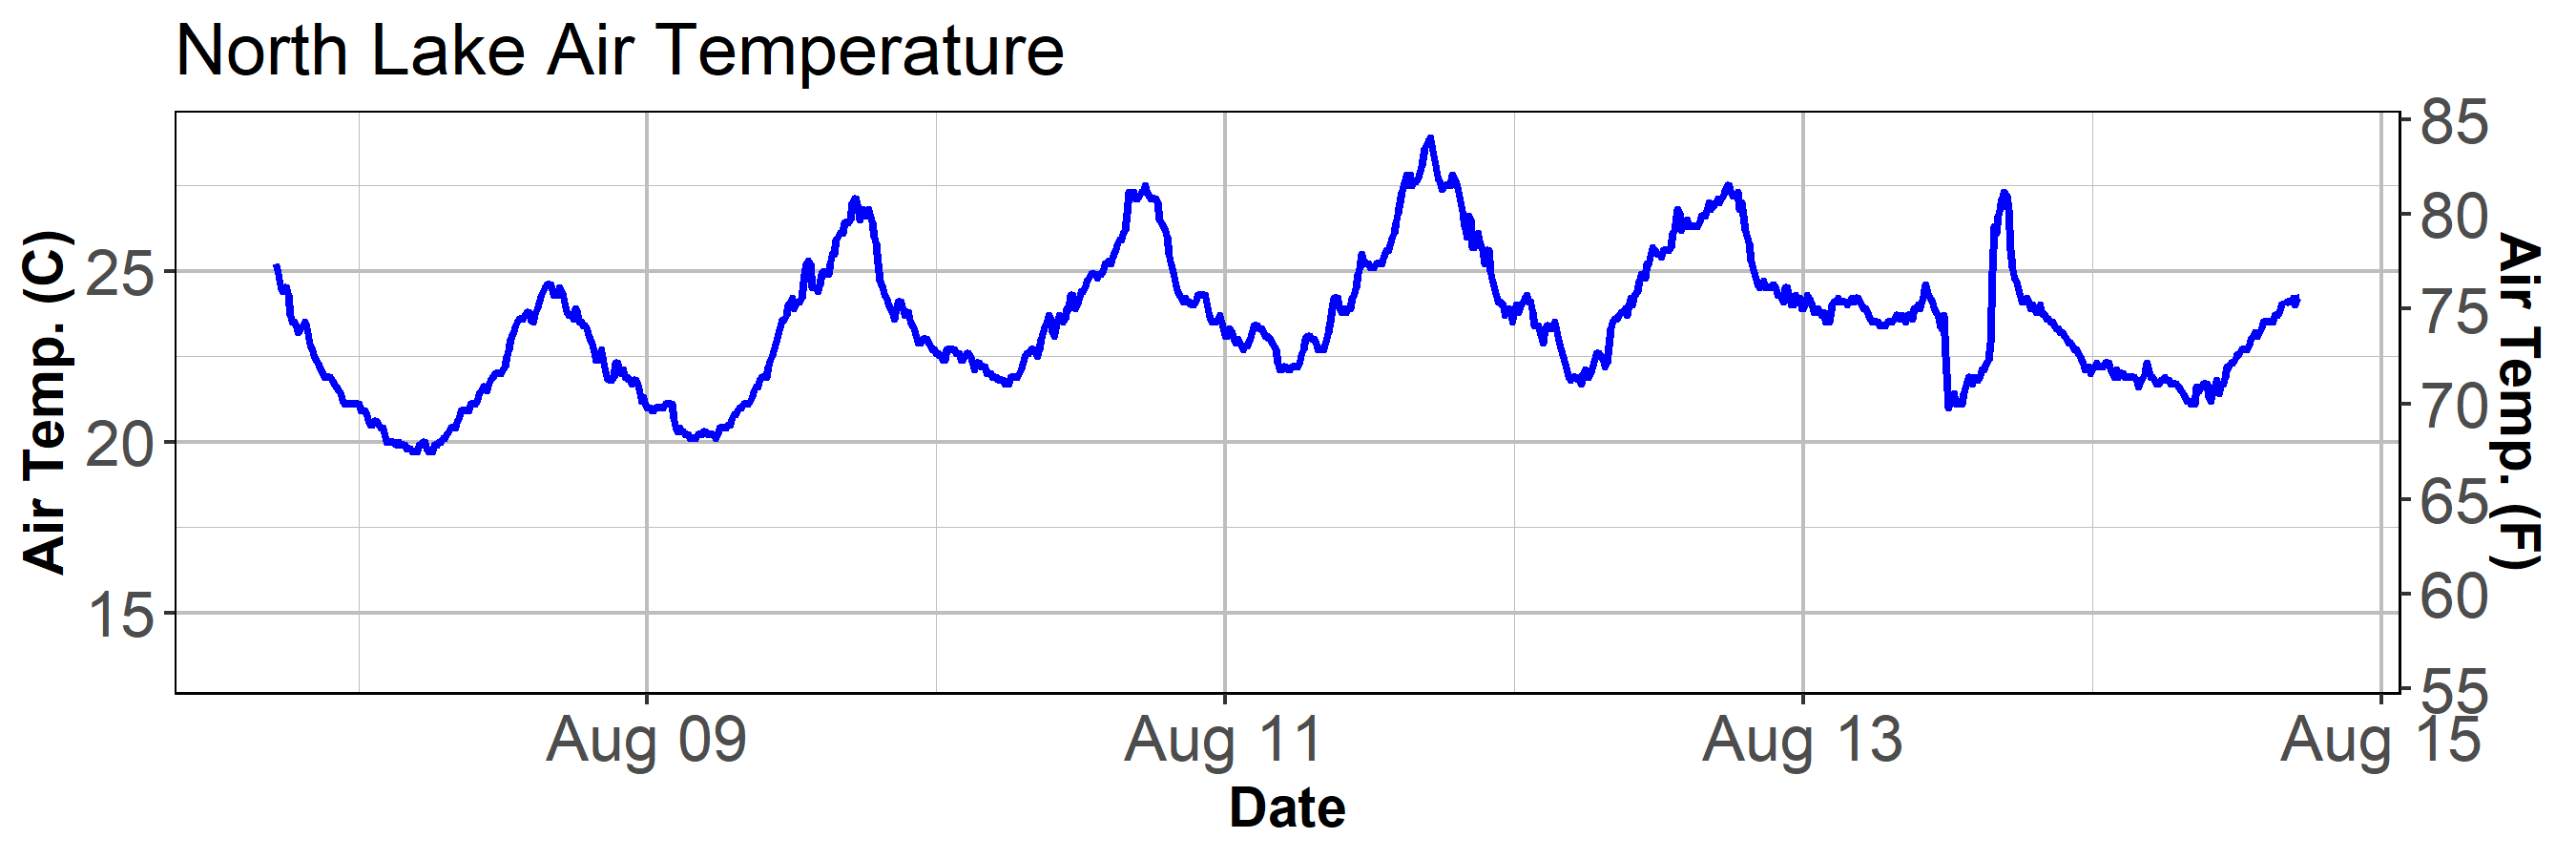 North Lake Air Temperature
Air Temp. (C)
25
20
15
85
80
75
70
65
60
55
Air Temp. (F)
Aug 09 Aug 11 Aug 13 Aug 15
Date